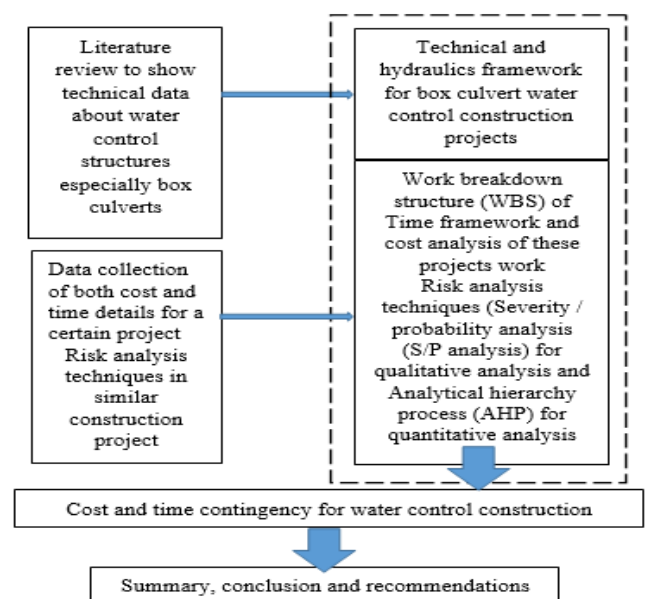 Literature
review to show
technical data
about water
control
structures
especially box
culverts
Technical and
hydraulics framework
for box culvert water
control construction
projects
Data collection
of both cost and
time details for a
certain project
Risk analysis
techniques in
similar
construction
project
Work breakdown
structure (WBS) of
Time framework and
cost analysis of these
projects work
Risk analysis
techniques (Severity /
probability analysis
(S/P analysis) for
qualitative analysis and
Analytical hierarchy
process (AHP) for
quantitative analysis
Cost and time contingency for water control construction
Summary, conclusion and recommendations